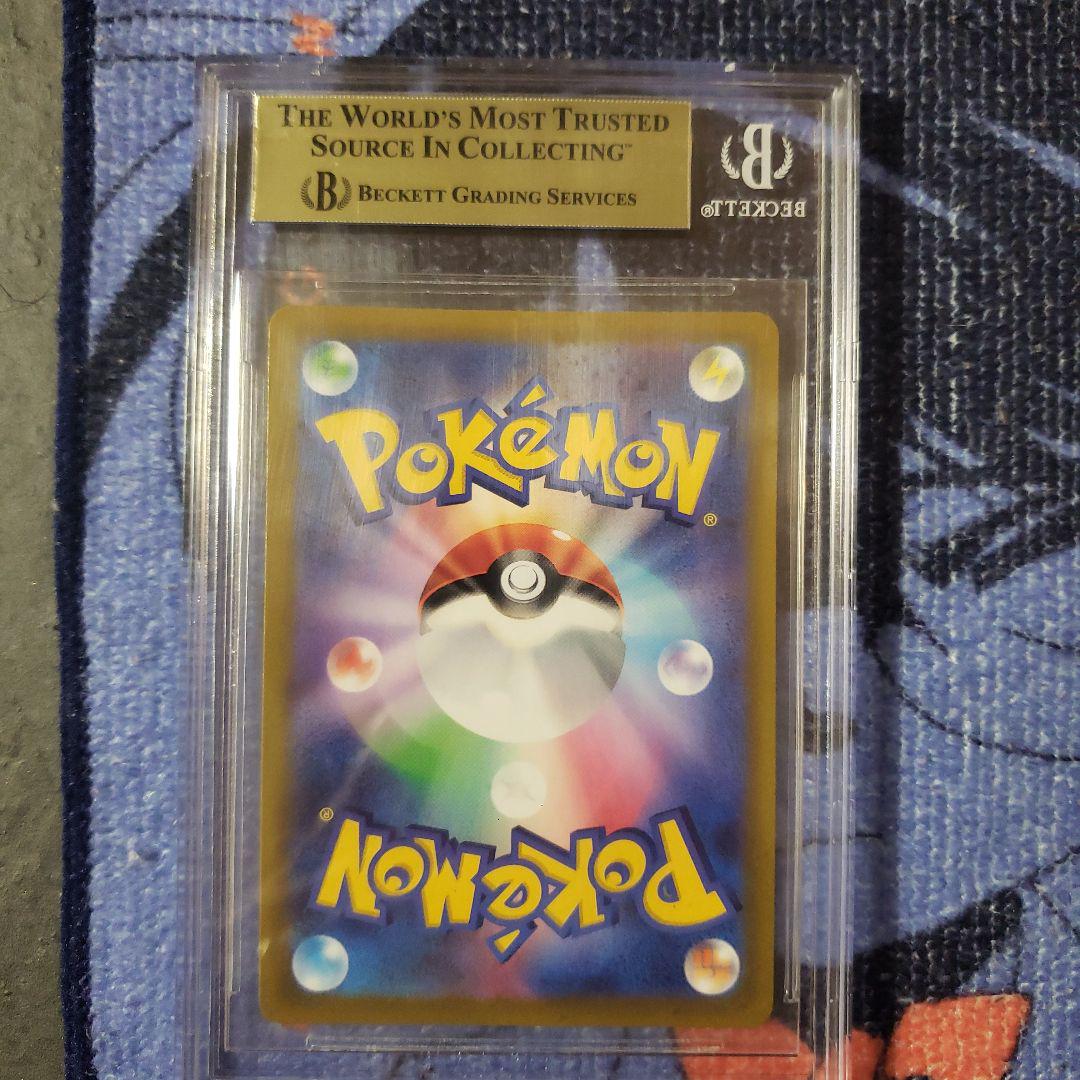 THE WORLD'S MOST TRUSTED
SOURCE IN COLLECTING™
B BECKETT GRADING SERVICES
B
BECKETT®
POKéMON
®
®
POKéMON